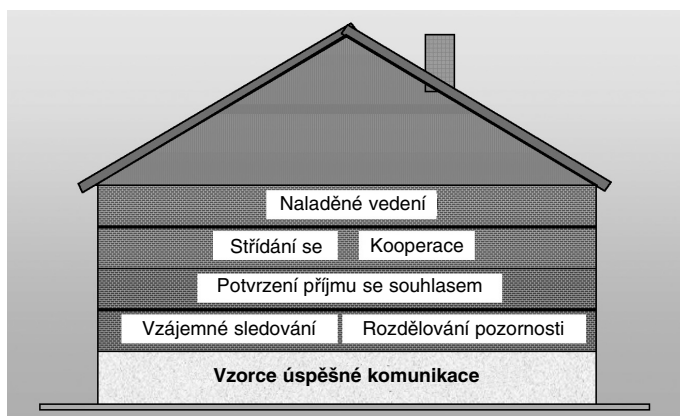 Naladěné vedení
Střídání se Kooperace
Potvrzení příjmu se souhlasem
Vzájemné sledování Rozdělování pozornosti
Vzorce úspěšné komunikace